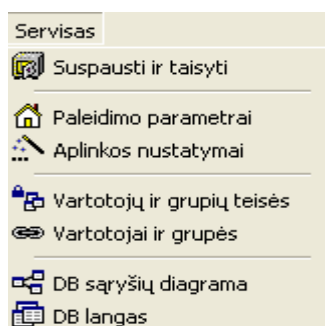 Servisas
Suspausti ir taisyti
Paleidimo parametrai
Aplinkos nustatymai
Vartotojų ir grupių teisės
Vartotojai ir grupės
DB sąryšių diagrama
DB langas